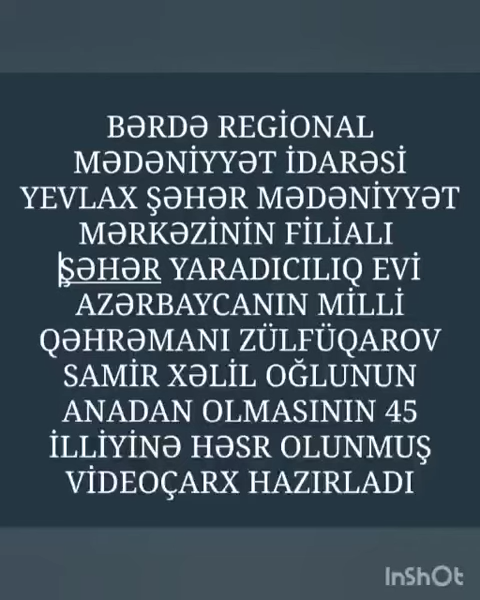 BƏRDƏ REGİONAL
MƏDƏNİYYƏT İDARƏSİ
YEVLAX ŞƏHƏR MƏDƏNİYYƏT
MƏRKƏZİNİN FİLİALI
ŞƏHƏR YARADICILIQ EVİ
AZƏRBAYCANIN MİLLİ
QƏHRƏMANI ZÜLFÜQAROV
SAMİR XƏLİL OĞLUNUN
ANADAN OLMASININ 45
İLLİYİNƏ HƏSR OLUNMUŞ
VİDEOÇARX HAZIRLADI
InShOt